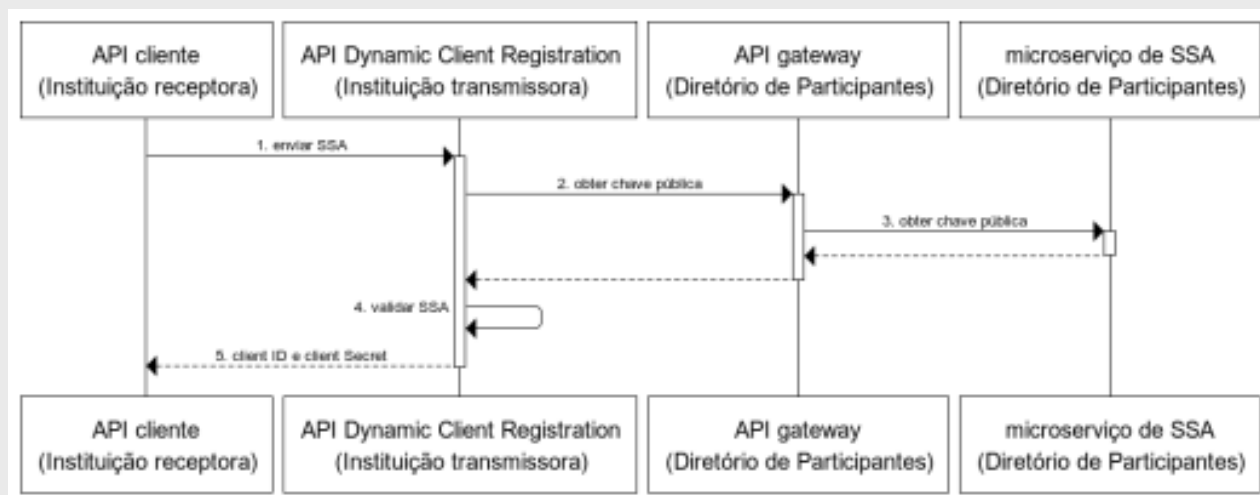 API cliente
(Instituição receptora)
API Dynamic Client Registration
(Instituição transmissora)
API gateway
(Diretório de Participantes)
microserviço de SSA
(Diretório de Participantes)
1. enviar SSA
2. obter chave pública
3. obter chave pública
4. validar SSA
5. client ID e client Secret
API cliente
(Instituição receptora)
API Dynamic Client Registration
(Instituição transmissora)
API gateway
(Diretório de Participantes)
microserviço de SSA
(Diretório de Participantes)